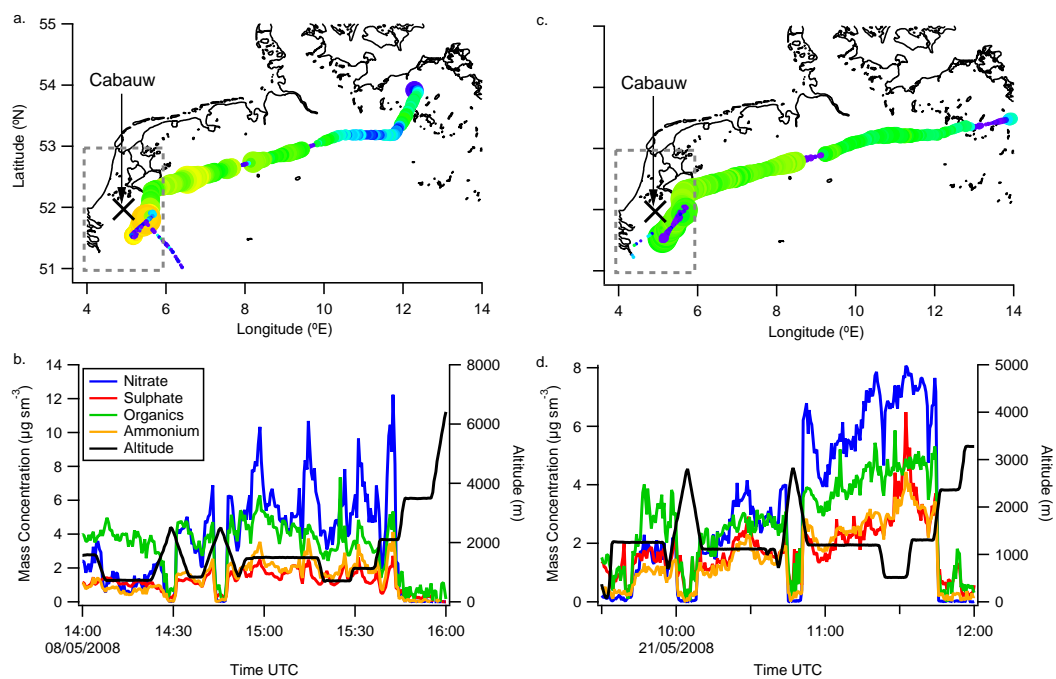 a.
55
54
53
52
51
Latitude (ºN)
Cabauw
4 6 8 10 12 14
Longitude (ºE)
c.
Cabauw
4 6 8 10 12 14
Longitude (ºE)
b.
14
12
10
8
6
4
2
0
Mass Concentration (µg sm⁻³)
Nitrate
Sulphate
Organics
Ammonium
Altitude
8000
6000
4000
2000
0
Altitude (m)
14:00 14:30 15:00 15:30 16:00
08/05/2008
Time UTC
d.
8
6
4
2
0
Mass Concentration (µg sm⁻³)
5000
4000
3000
2000
1000
0
Altitude (m)
10:00 11:00 12:00
21/05/2008
Time UTC